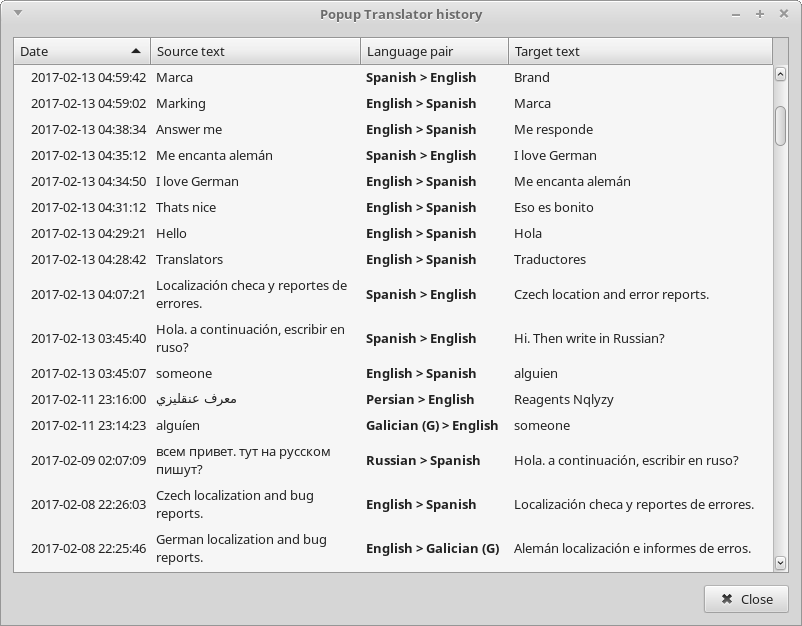 Popup Translator history
Date Source text Language pair Target text
2017-02-13 04:59:42 Marca Spanish > English Brand
2017-02-13 04:59:02 Marking English > Spanish Marca
2017-02-13 04:38:34 Answer me English > Spanish Me responde
2017-02-13 04:35:12 Me encanta alemán Spanish > English I love German
2017-02-13 04:34:50 I love German English > Spanish Me encanta alemán
2017-02-13 04:31:12 Thats nice English > Spanish Eso es bonito
2017-02-13 04:29:21 Hello English > Spanish Hola
2017-02-13 04:28:42 Translators English > Spanish Traductores
2017-02-13 04:07:21 Localización checa y reportes de
errores. Spanish > English Czech location and error reports.
2017-02-13 03:45:40 Hola. a continuación, escribir en
ruso? Spanish > English Hi. Then write in Russian?
2017-02-13 03:45:07 someone English > Spanish alguien
2017-02-11 23:16:00 معرف عنقليزي Persian > English Reagents Nqlyzy
2017-02-11 23:14:23 alguíen Galician (G) > English someone
2017-02-09 02:07:09 всем привет. тут на русском
пишут? Russian > Spanish Hola. a continuación, escribir en ruso?
2017-02-08 22:26:03 Czech localization and bug
reports. English > Spanish Localización checa y reportes de errores.
2017-02-08 22:25:46 German localization and bug
reports. English > Galician (G) Alemán localización e informes de erros.
Close